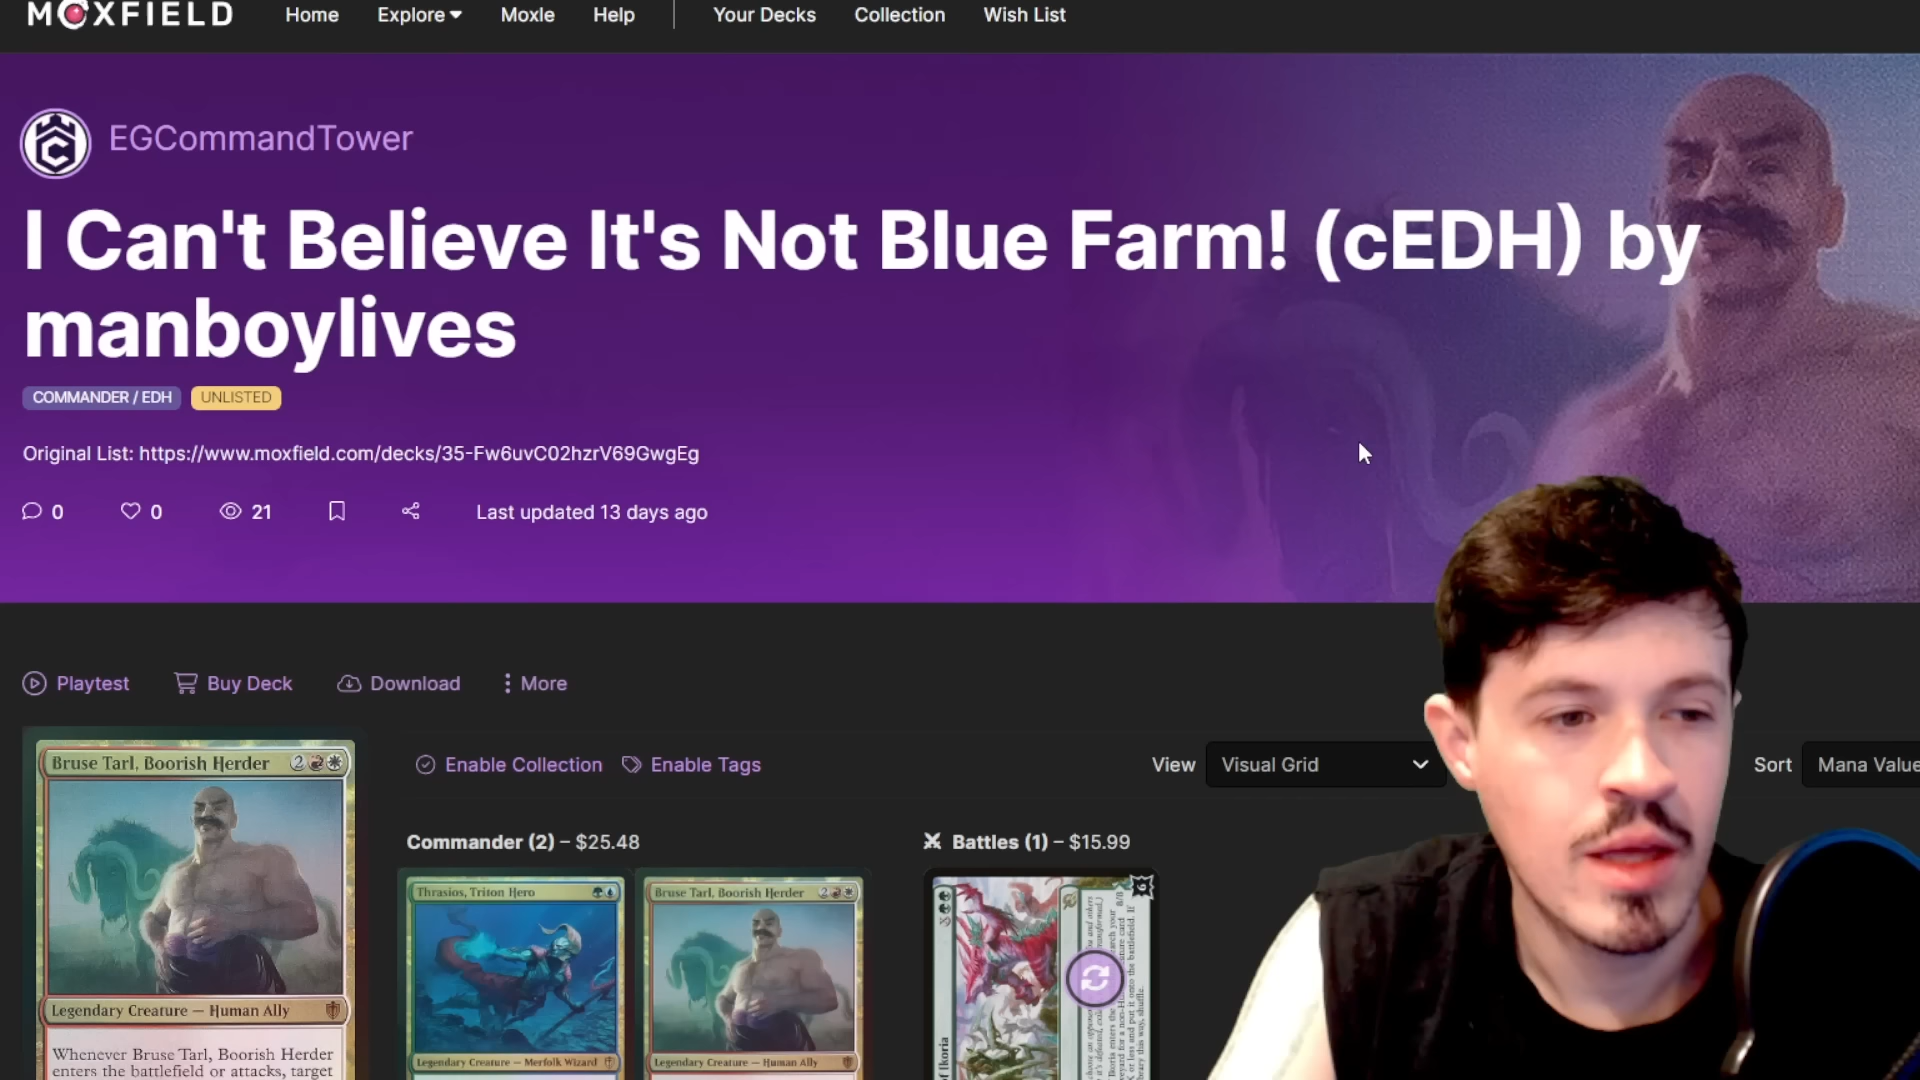 MOXFIELD Home Explore Moxle Help Your Decks Collection Wish List
EGCommandTower
I Can't Believe It's Not Blue Farm! (cEDH) by
manboylives
COMMANDER / EDH UNLISTED
Original List: https://www.moxfield.com/decks/35-Fw6uvC02hzrV69GwgEg
0 0 21 Last updated 13 days ago
Playtest Buy Deck Download More
Enable Collection Enable Tags View Visual Grid Sort Mana Value
Commander (2) – $25.48 Battles (1) – $15.99
Bruse Tarl, Boorish Herder 2
Legendary Creature — Human Ally
Whenever Bruse Tarl, Boorish Herder
enters the battlefield or attacks, target
Thrasios, Triton Hero
Legendary Creature — Merfolk Wizard
Bruse Tarl, Boorish Herder 2
Legendary Creature — Human Ally
of Ikoria